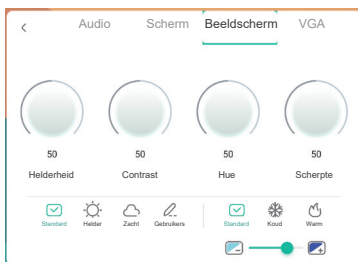 Audio Scherm Beeldscherm VGA
50 50 50 50
Helderheid Contrast Hue Scherpte
Standard Helder Zacht Gebruikers Standard Koud Warm